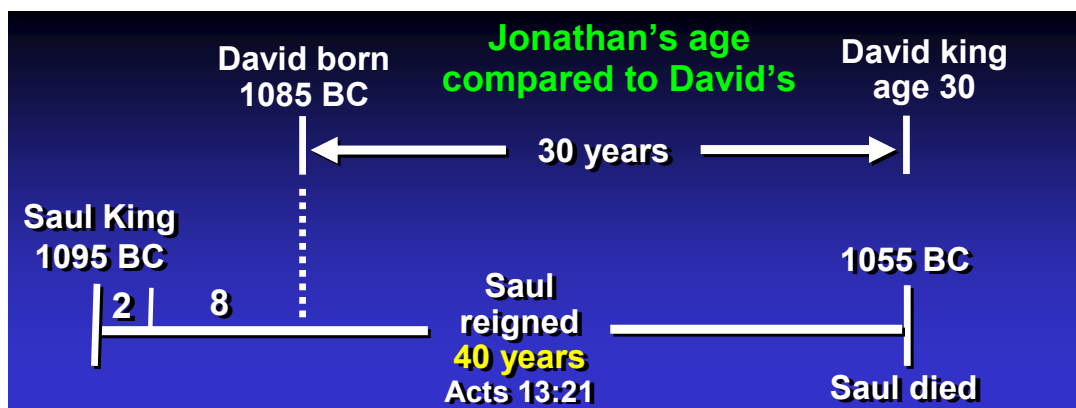 Jonathan's age
compared to David's
David born
1085 BC
David king
age 30
30 years
Saul King
1095 BC
2
8
Saul
reigned
40 years
Acts 13:21
1055 BC
Saul died